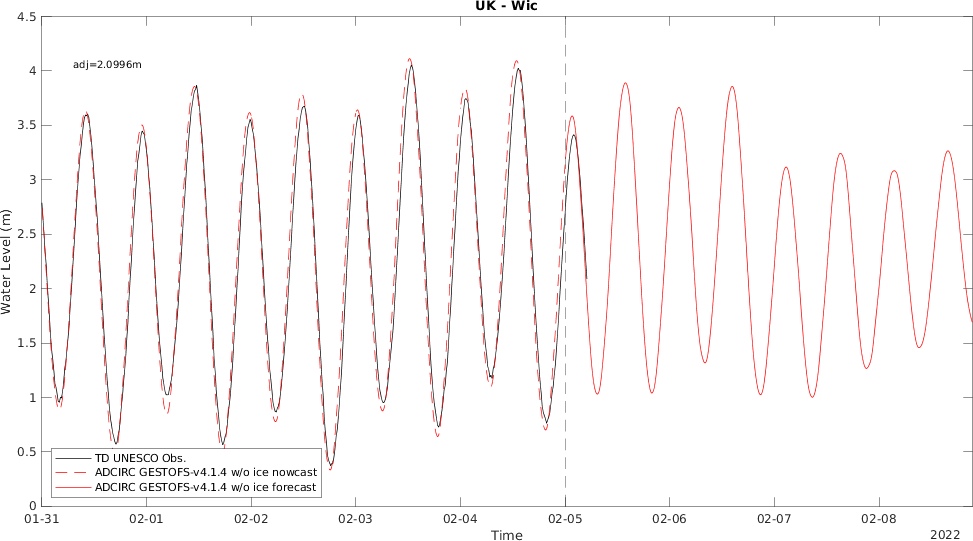 UK - Wic
4.5
4
3.5
3
2.5
2
1.5
1
0.5
0
Water Level (m)
adj=2.0996m
TD UNESCO Obs.
ADCIRC GESTOFS-v4.1.4 w/o ice nowcast
ADCIRC GESTOFS-v4.1.4 w/o ice forecast
01-31 02-01 02-02 02-03 02-04 02-05 02-06 02-07 02-08
Time
2022